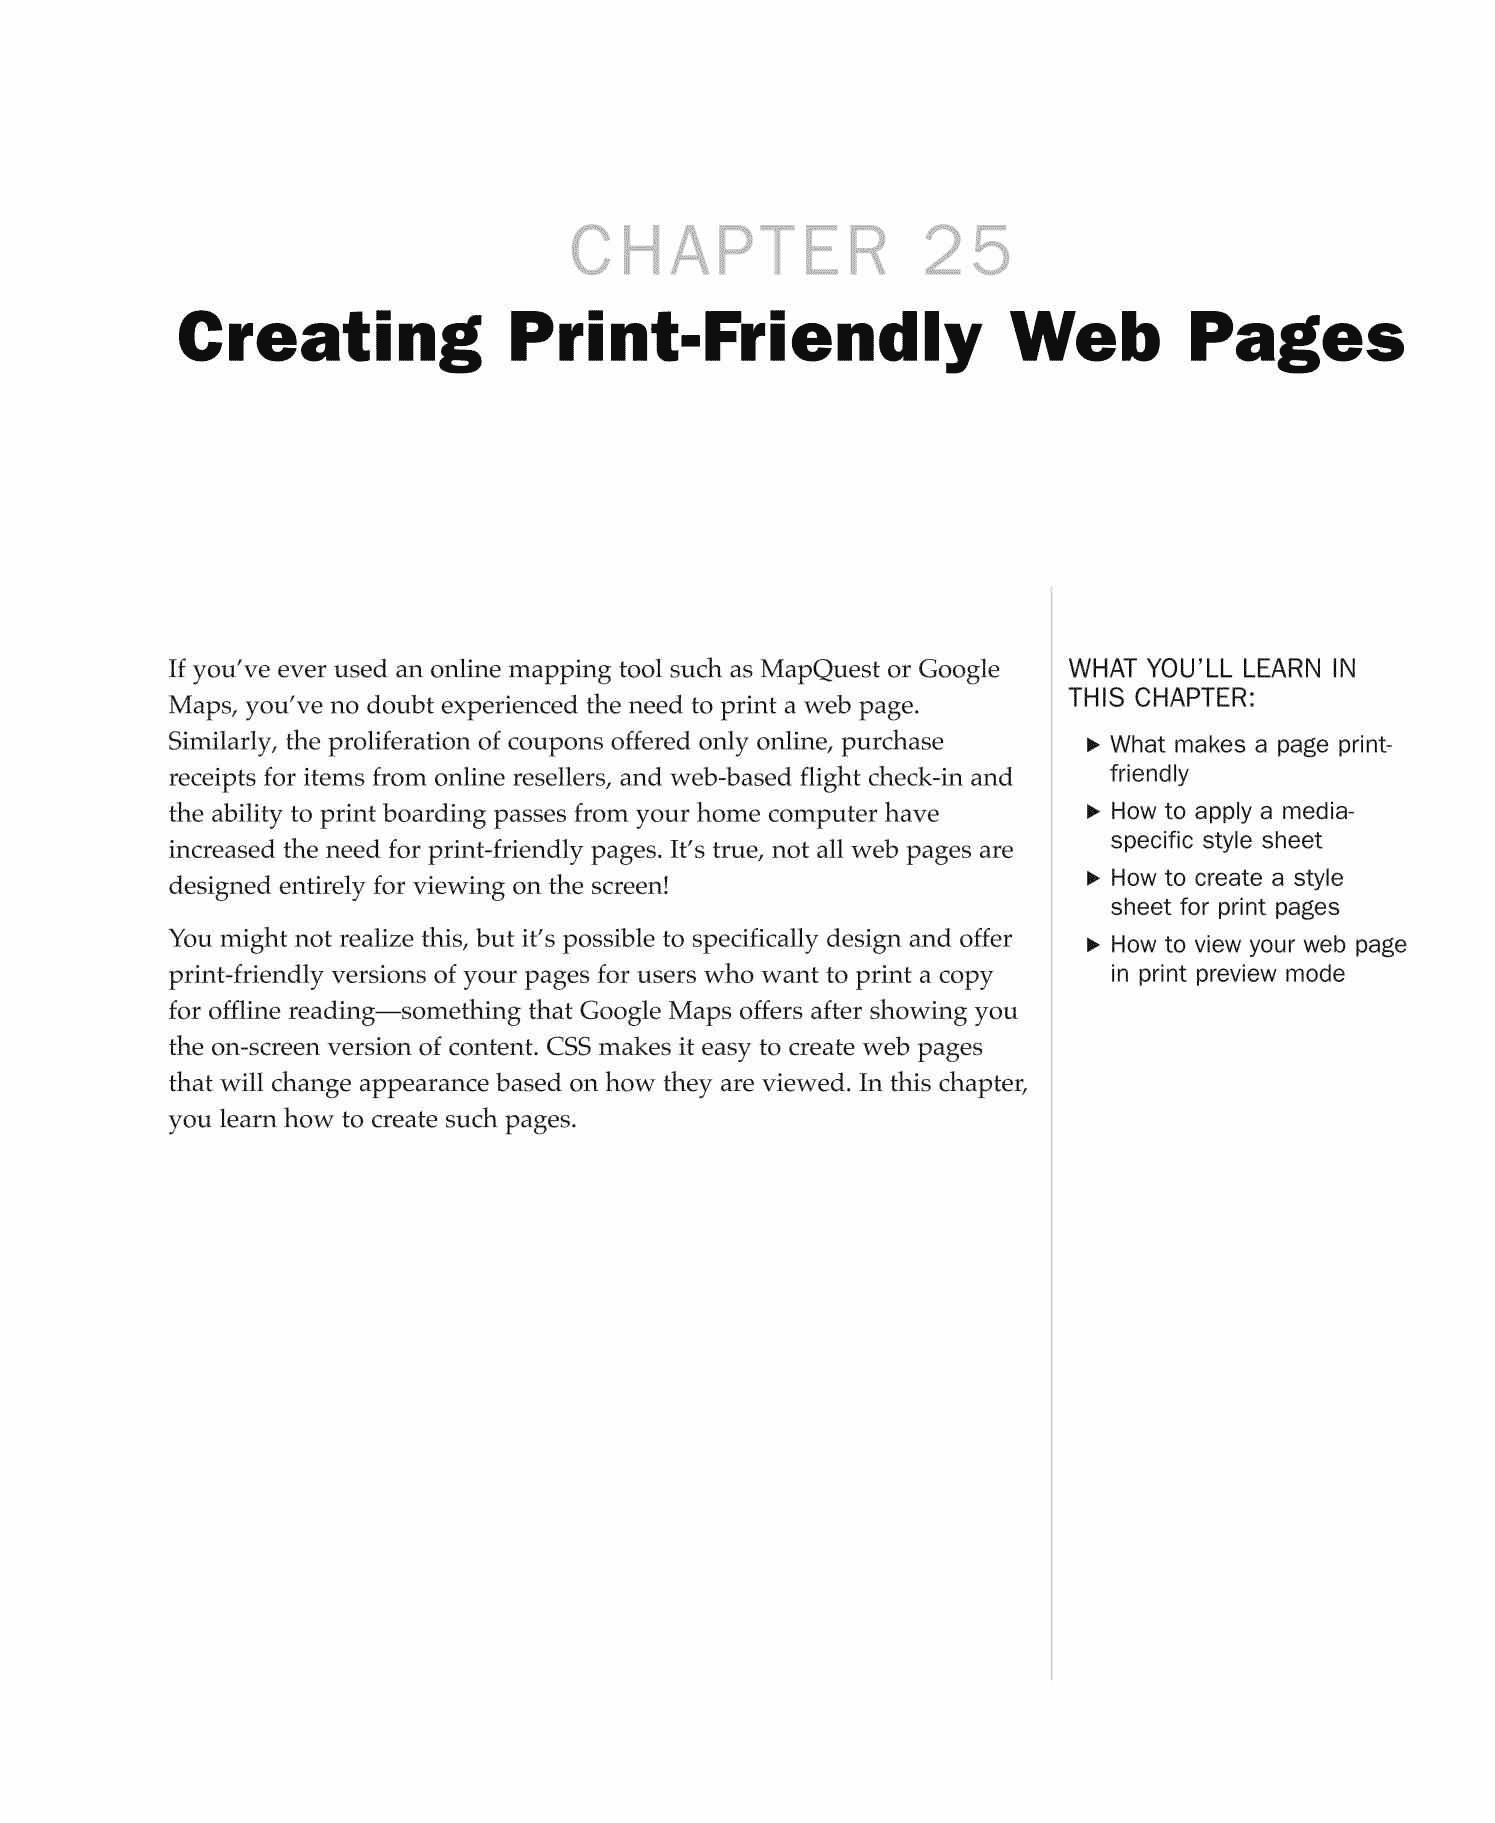 CHAPTER 25
Creating Print-Friendly Web Pages
If you’ve ever used an online mapping tool such as MapQuest or Google
Maps, you’ve no doubt experienced the need to print a web page.
Similarly, the proliferation of coupons offered only online, purchase
receipts for items from online resellers, and web-based flight check-in and
the ability to print boarding passes from your home computer have
increased the need for print-friendly pages. It’s true, not all web pages are
designed entirely for viewing on the screen!
You might not realize this, but it’s possible to specifically design and offer
print-friendly versions of your pages for users who want to print a copy
for offline reading—something that Google Maps offers after showing you
the on-screen version of content. CSS makes it easy to create web pages
that will change appearance based on how they are viewed. In this chapter,
you learn how to create such pages.
WHAT YOU’LL LEARN IN
THIS CHAPTER:
▶ What makes a page print-
friendly
▶ How to apply a media-
specific style sheet
▶ How to create a style
sheet for print pages
▶ How to view your web page
in print preview mode